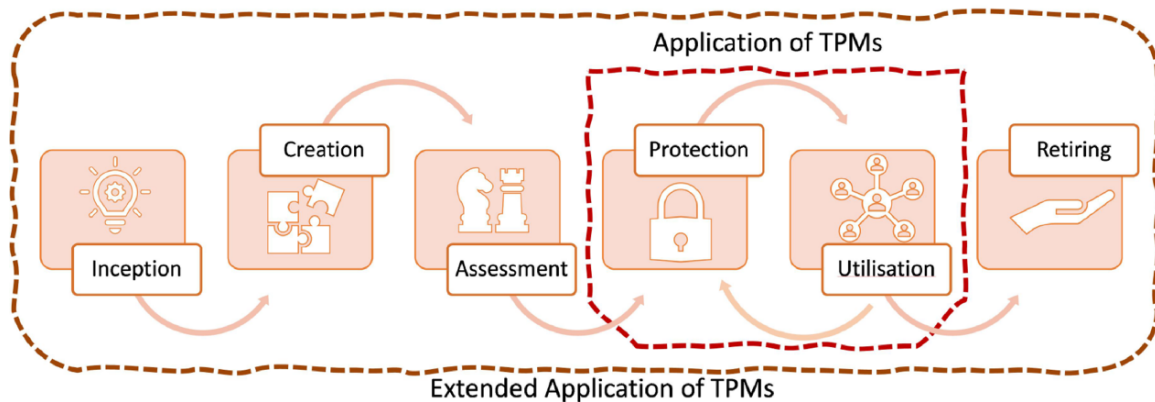 Application of TPMs
Creation
Protection
Retiring
Inception
Assessment
Utilisation
Extended Application of TPMs